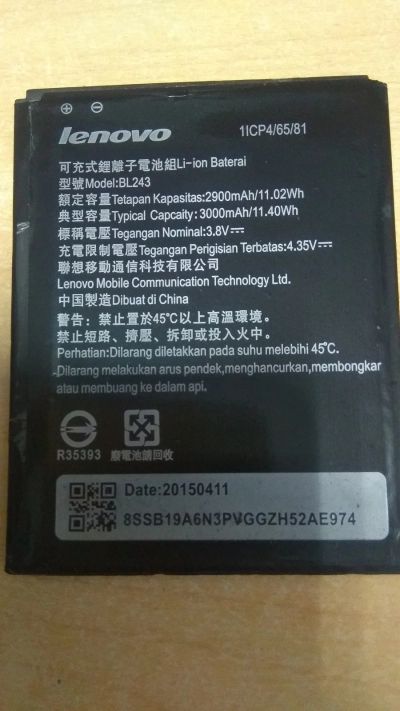 lenovo
1ICP4/65/81
可充式鋰離子電池組Li-ion Baterai
型號Model:BL243
額定容量Tetapan Kapasitas:2900mAh/11.02Wh
典型容量Typical Capcaity:3000mAh/11.40Wh
標稱電壓Tegangan Nominal:3.8V
充電限制電壓Tegangan Perigisian Terbatas:4.35V
聯想移動通信科技有限公司
Lenovo Mobile Communication Technology Ltd.
中国製造Dibuat di China
警告：禁止置於45°C以上高溫環境。
禁止短路、擠壓、拆卸或投入火中。
Perhatian:Dilarang diletakkan pada suhu melebihi 45°C.
Dilarang melakukan arus pendek,menghancurkan,membongkar
atau membuang ke dalam api.
R35393 廢電池請回收
Date:20150411
8SSB19A6N3PVGGZH52AE974